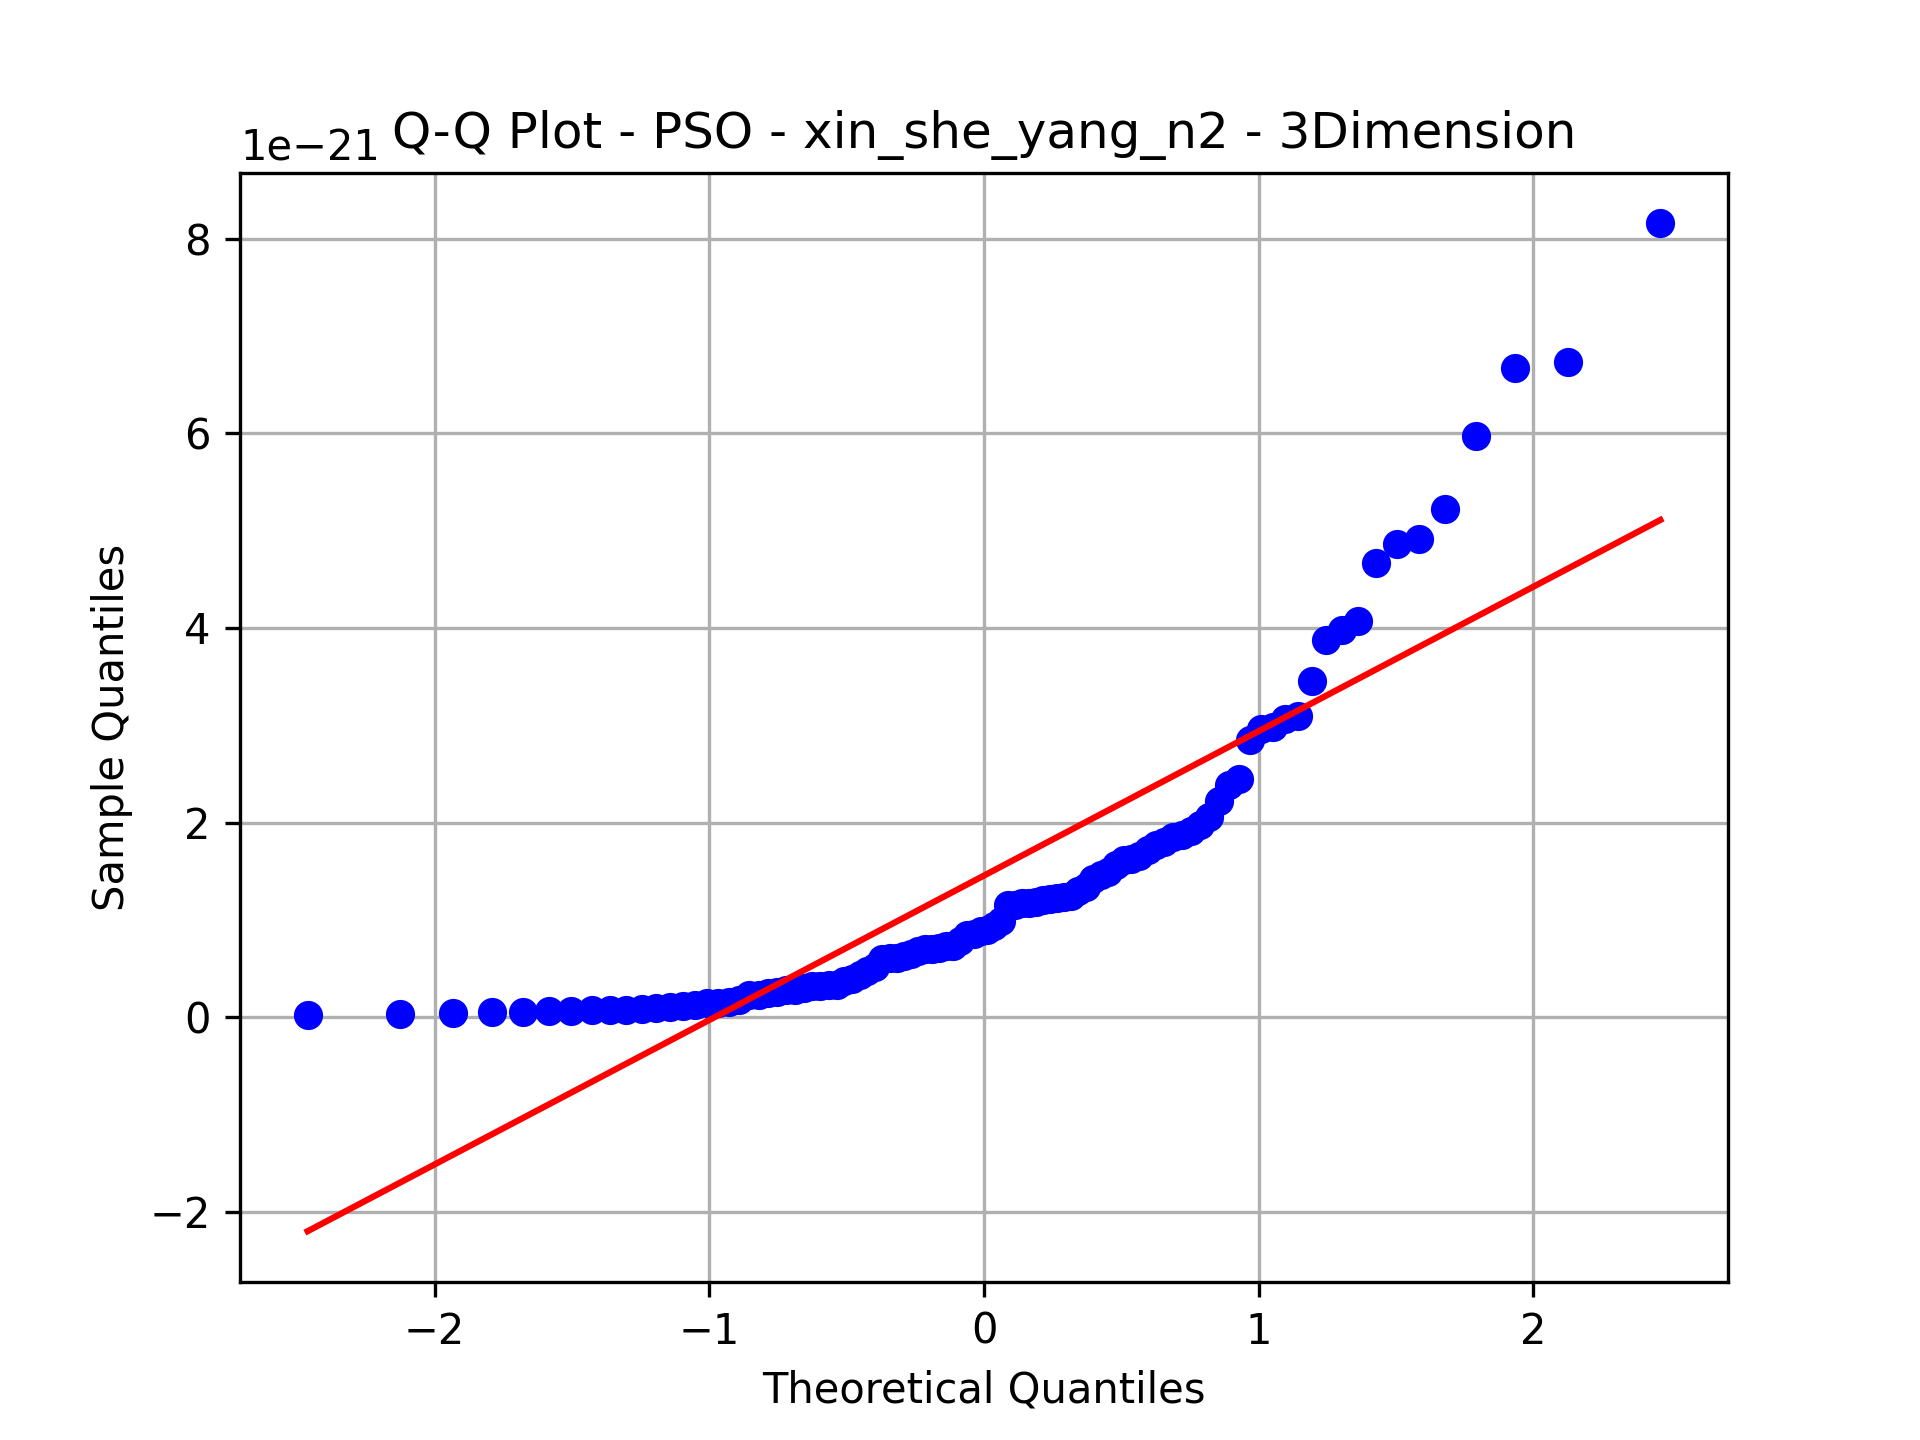 1e−21
Q-Q Plot - PSO - xin_she_yang_n2 - 3Dimension
8
6
4
2
0
−2
Sample Quantiles
−2 −1 0 1 2
Theoretical Quantiles